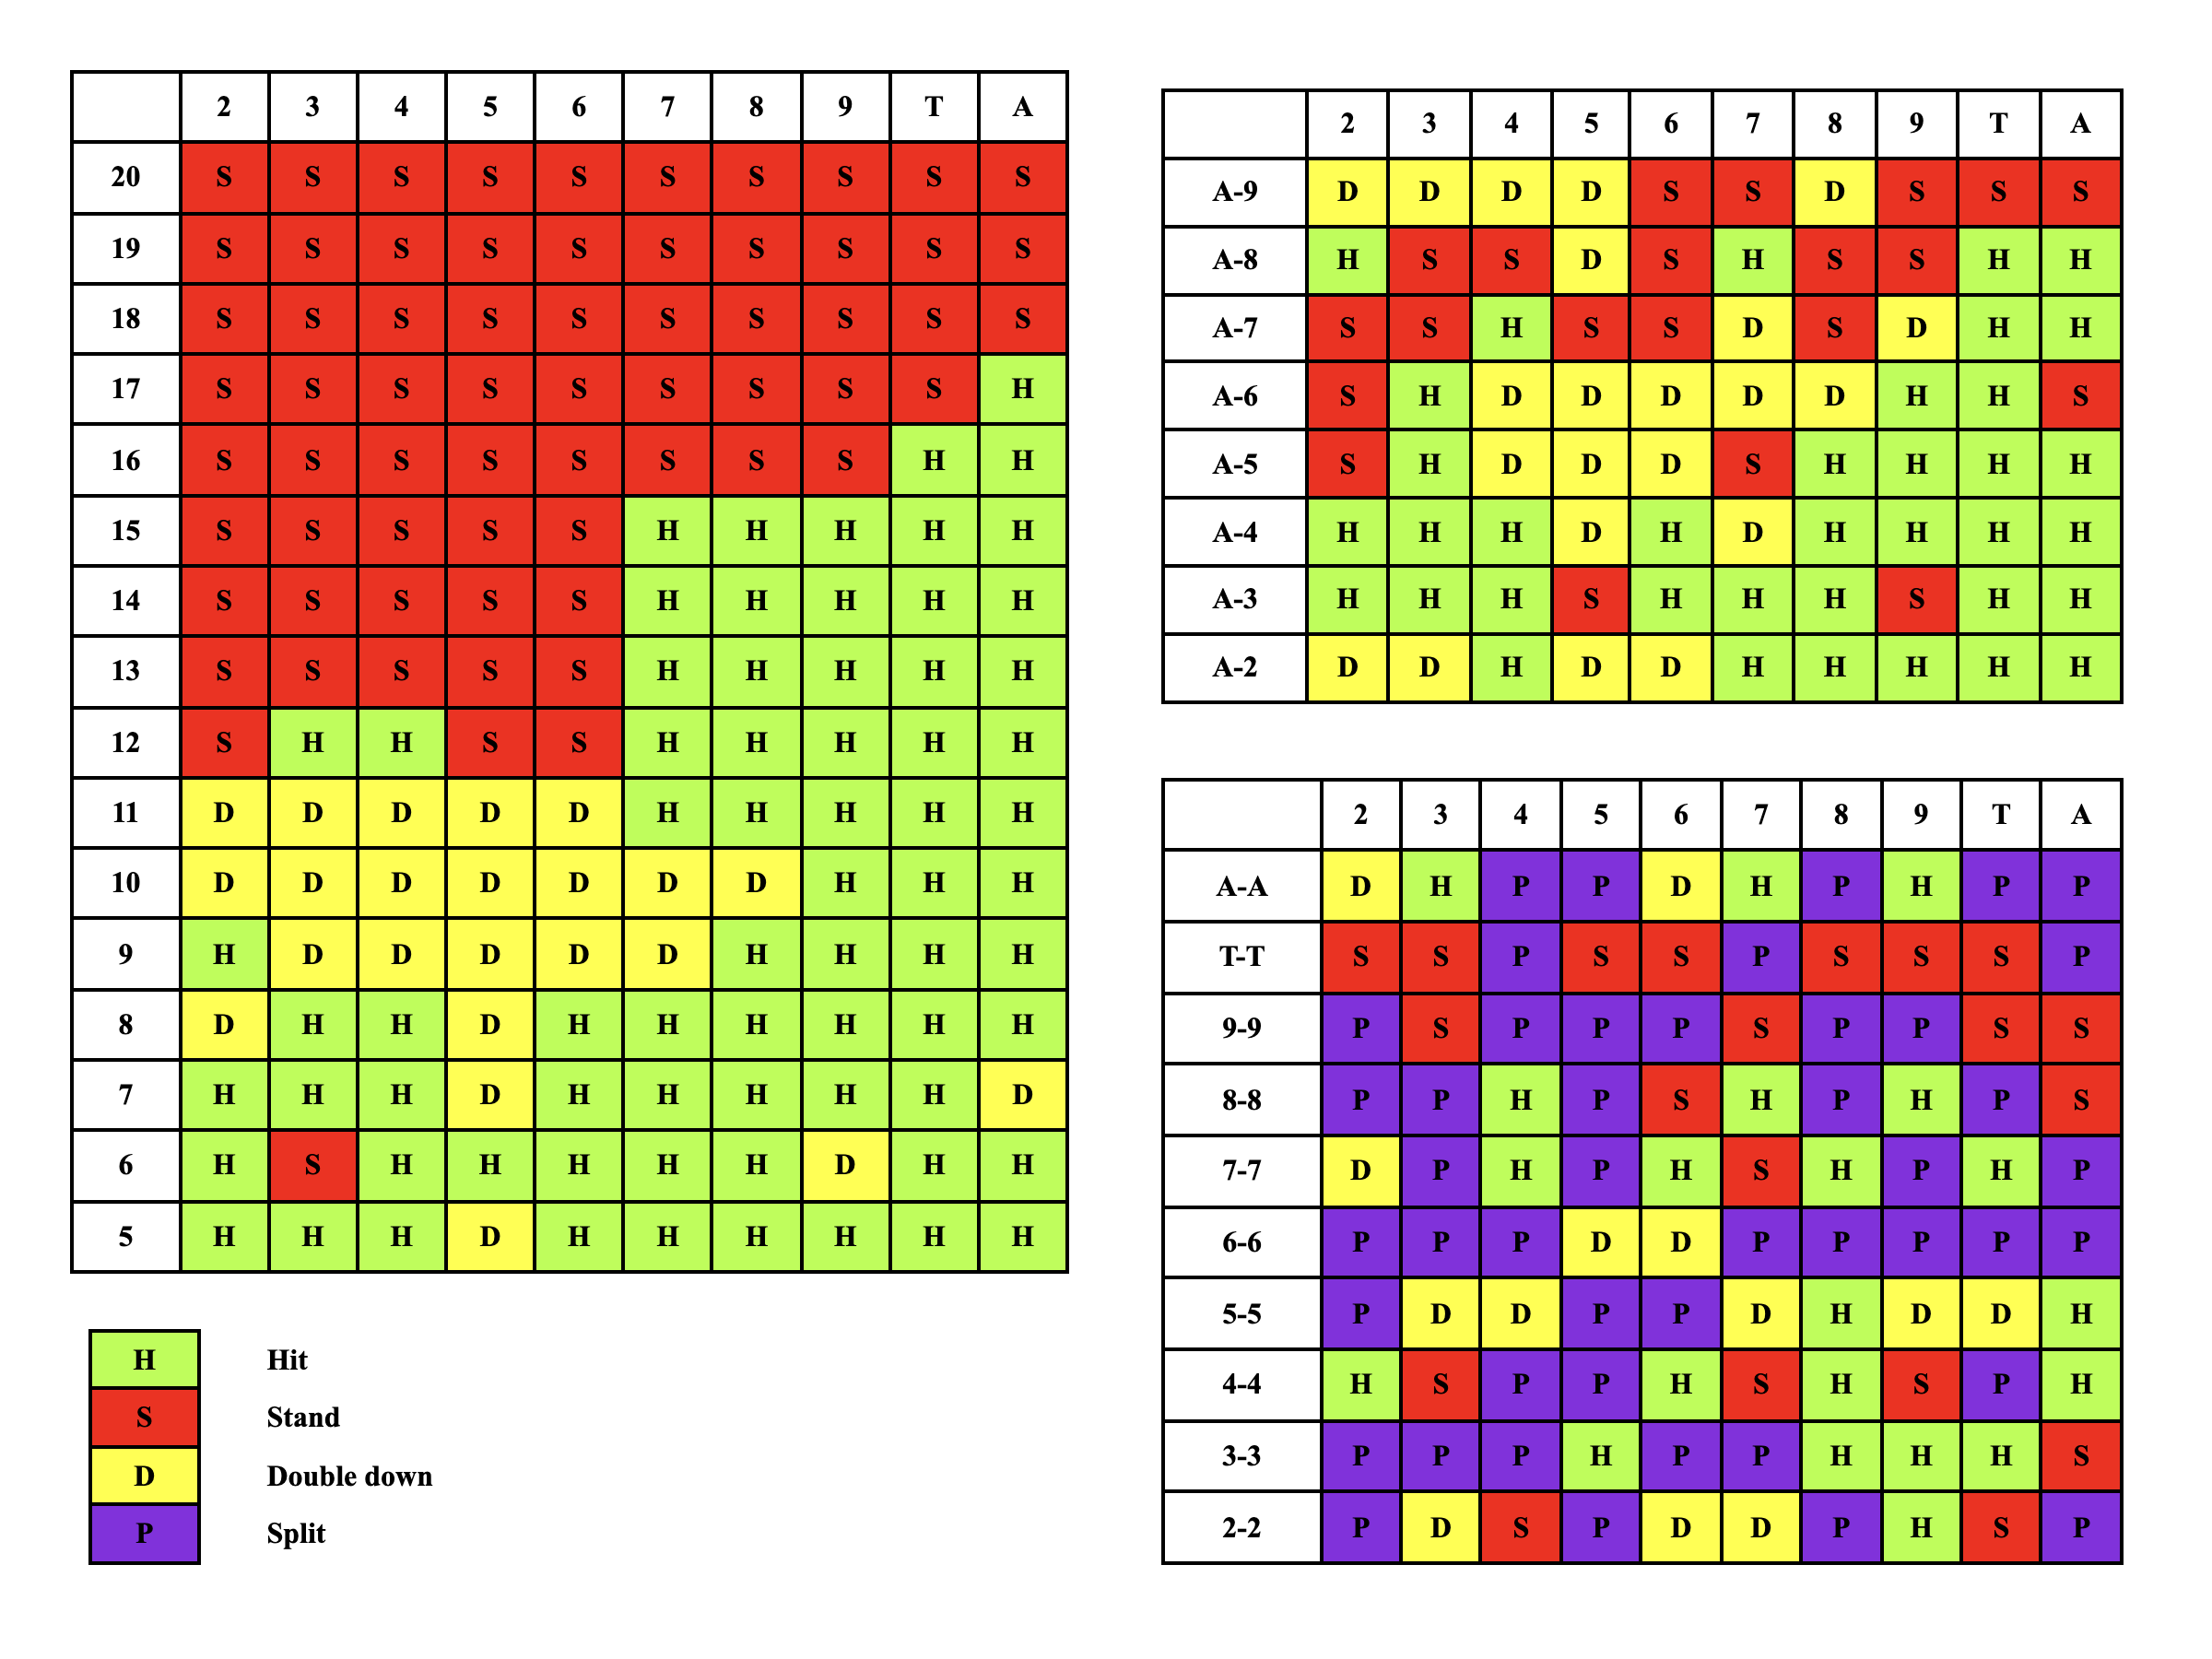 2 3 4 5 6 7 8 9 T A
20 S S S S S S S S S S
19 S S S S S S S S S S
18 S S S S S S S S S S
17 S S S S S S S S S H
16 S S S S S S S S H H
15 S S S S S H H H H H
14 S S S S S H H H H H
13 S S S S S H H H H H
12 S H H S S H H H H H
11 D D D D D H H H H H
10 D D D D D D D H H H
9 H D D D D D H H H H
8 D H H D H H H H H H
7 H H H D H H H H H D
6 H S H H H H H D H H
5 H H H D H H H H H H
H Hit
S Stand
D Double down
P Split
2 3 4 5 6 7 8 9 T A
A-9 D D D D S S D S S S
A-8 H S S D S H S S H H
A-7 S S H S S D S D H H
A-6 S H D D D D D H H S
A-5 S H D D D S H H H H
A-4 H H H D H D H H H H
A-3 H H H S H H H S H H
A-2 D D H D D H H H H H
2 3 4 5 6 7 8 9 T A
A-A D H P P D H P H P P
T-T S S P S S P S S S P
9-9 P S P P P S P P S S
8-8 P P H P S H P H P S
7-7 D P H P H S H P H P
6-6 P P P D D P P P P P
5-5 P D D P P D H D D H
4-4 H S P P H S H S P H
3-3 P P P H P P H H H S
2-2 P D S P D D P H S P